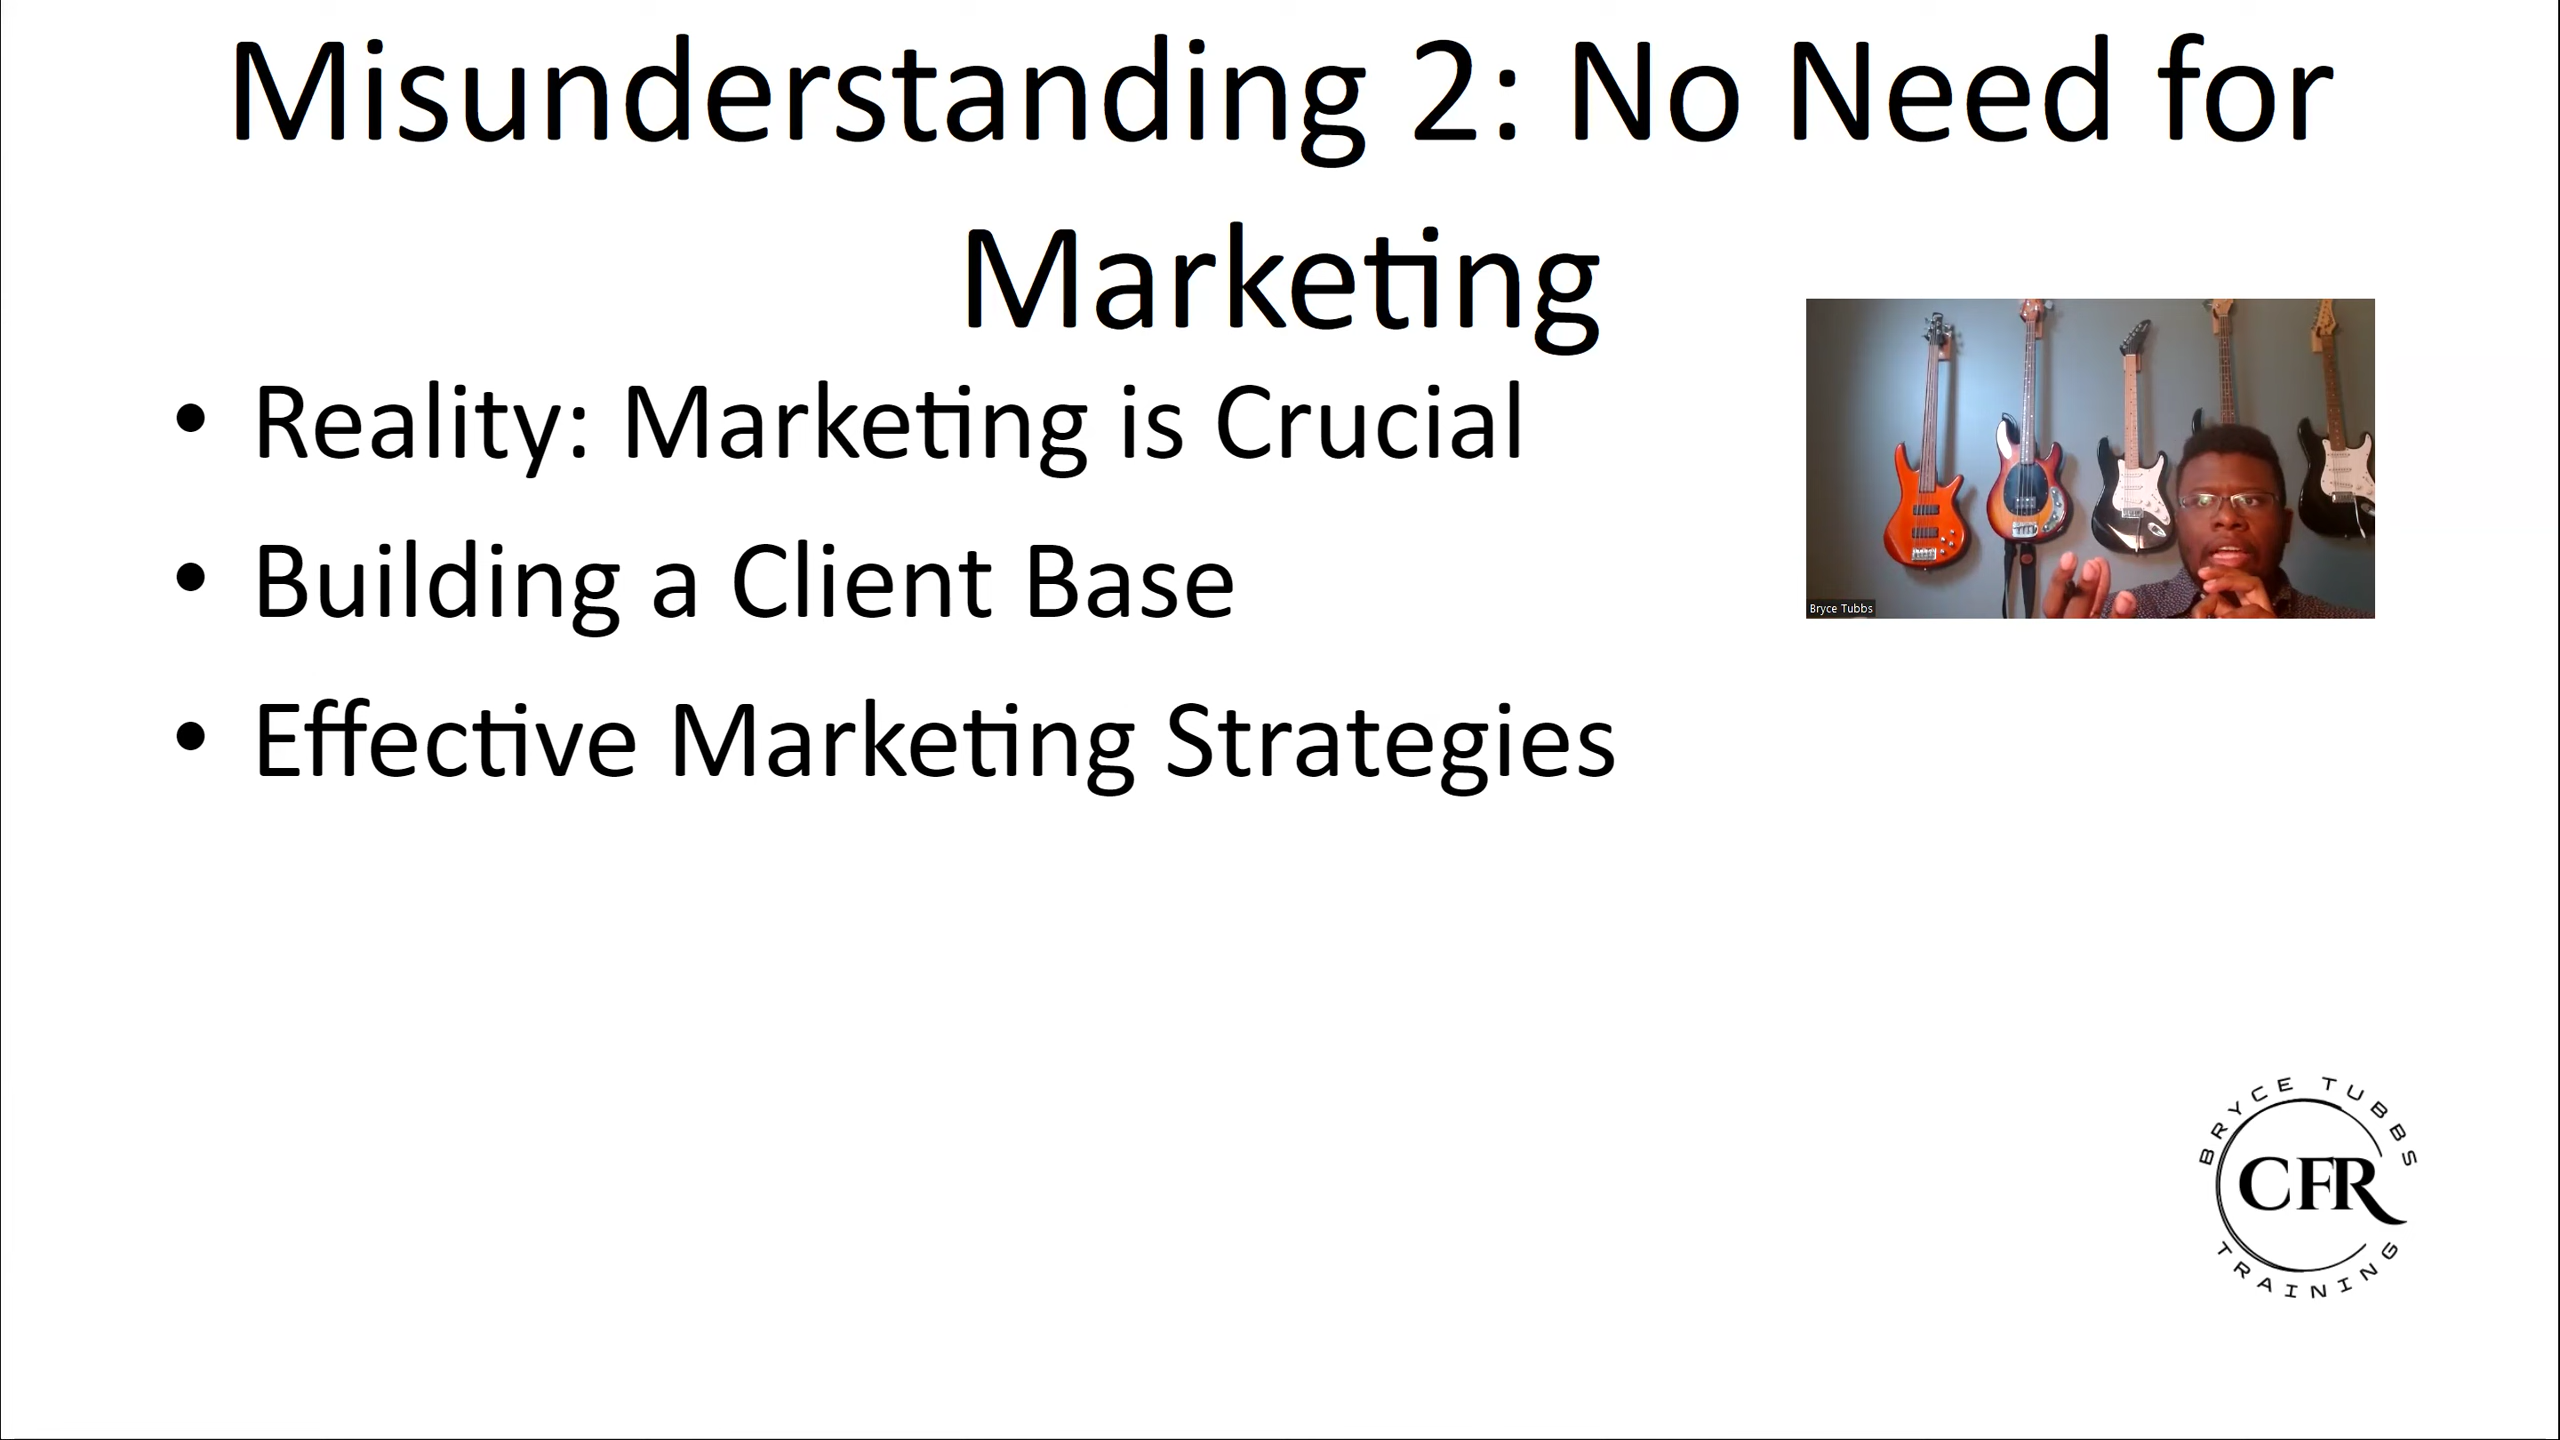 Misunderstanding 2: No Need for
Marketing
• Reality: Marketing is Crucial
• Building a Client Base
• Effective Marketing Strategies
Bryce Tubbs
BRYCE TUBBS
CFR
TRAINING